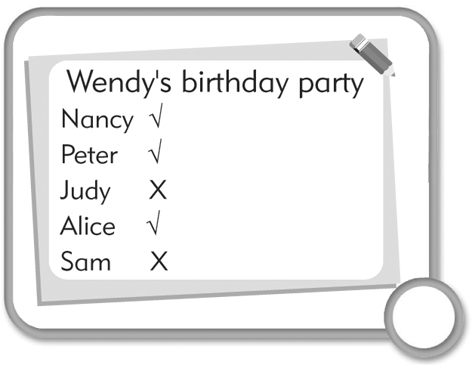 Wendy's birthday party
Nancy √
Peter √
Judy X
Alice √
Sam X